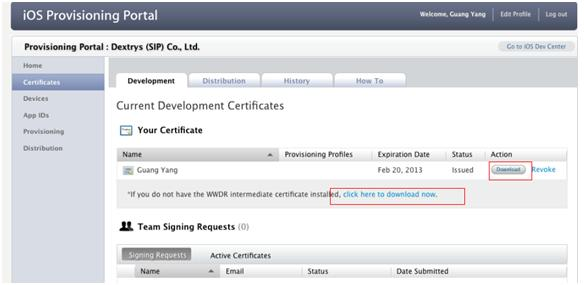 iOS Provisioning Portal
Welcome, Guang Yang Edit Profile Log out
Provisioning Portal : Dextrys (SIP) Co., Ltd.
Go to iOS Dev Center
Home
Certificates
Devices
App IDs
Provisioning
Distribution
Development Distribution History How To
Current Development Certificates
Your Certificate
Name Provisioning Profiles Expiration Date Status Action
Guang Yang Feb 20, 2013 Issued Download Revoke
*If you do not have the WWDR intermediate certificate installed, click here to download now.
Team Signing Requests (0)
Signing Requests Active Certificates
Name Email Status Date Submitted